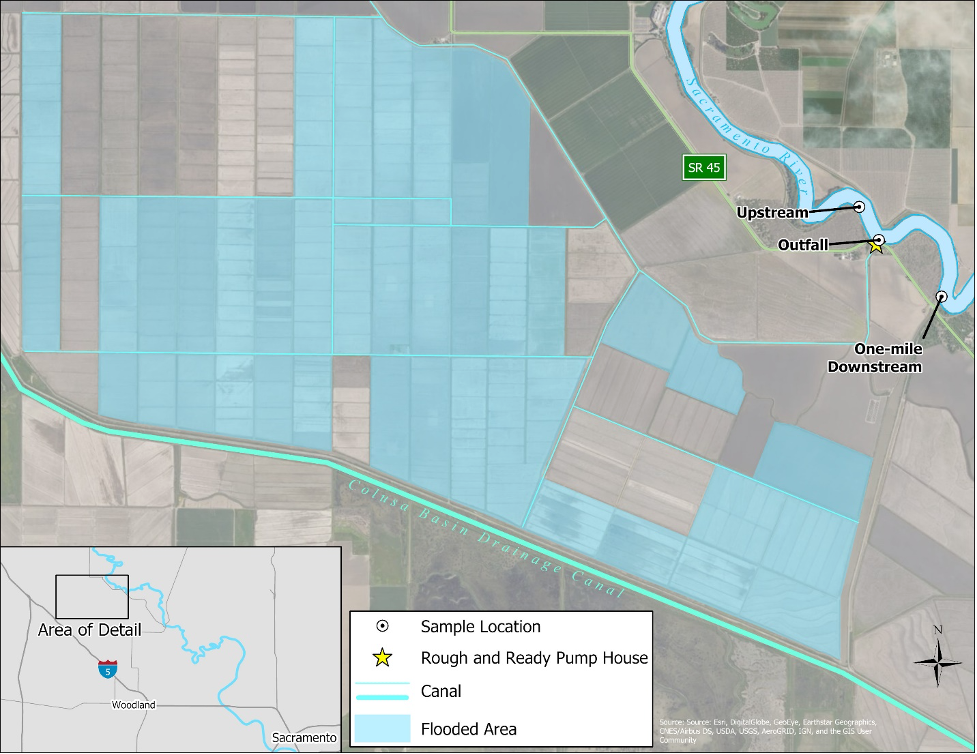 Sacramento River
SR 45
Upstream
Outfall
One-mile
Downstream
Colusa Basin Drainage Canal
Area of Detail
5
Woodland
Sacramento
Sample Location
Rough and Ready Pump House
Canal
Flooded Area
N
Source: Source: Esri, DigitalGlobe, GeoEye, Earthstar Geographics,
CNES/Airbus DS, USDA, USGS, AeroGRID, IGN, and the GIS User
Community